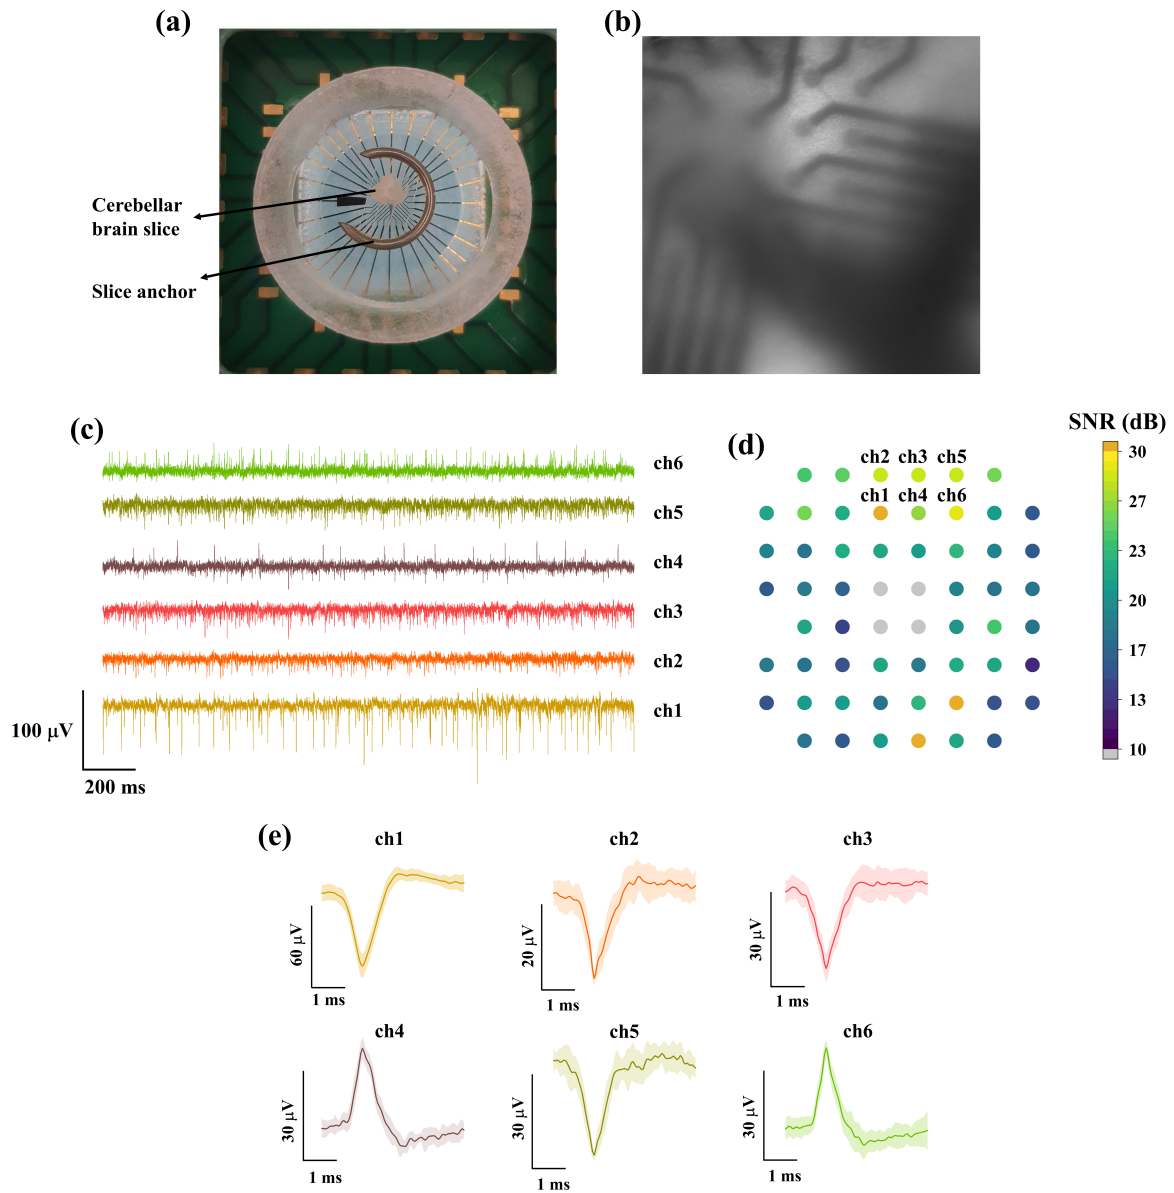 (a)
(b)
Cerebellar
brain slice
Slice anchor
(c)
ch6
ch5
ch4
ch3
ch2
ch1
100 μV
200 ms
(d)
SNR (dB)
ch2 ch3 ch5
ch1 ch4 ch6
30
27
23
20
17
13
10
(e)
ch1
60 μV
1 ms
ch2
20 μV
1 ms
ch3
30 μV
1 ms
ch4
30 μV
1 ms
ch5
30 μV
1 ms
ch6
30 μV
1 ms